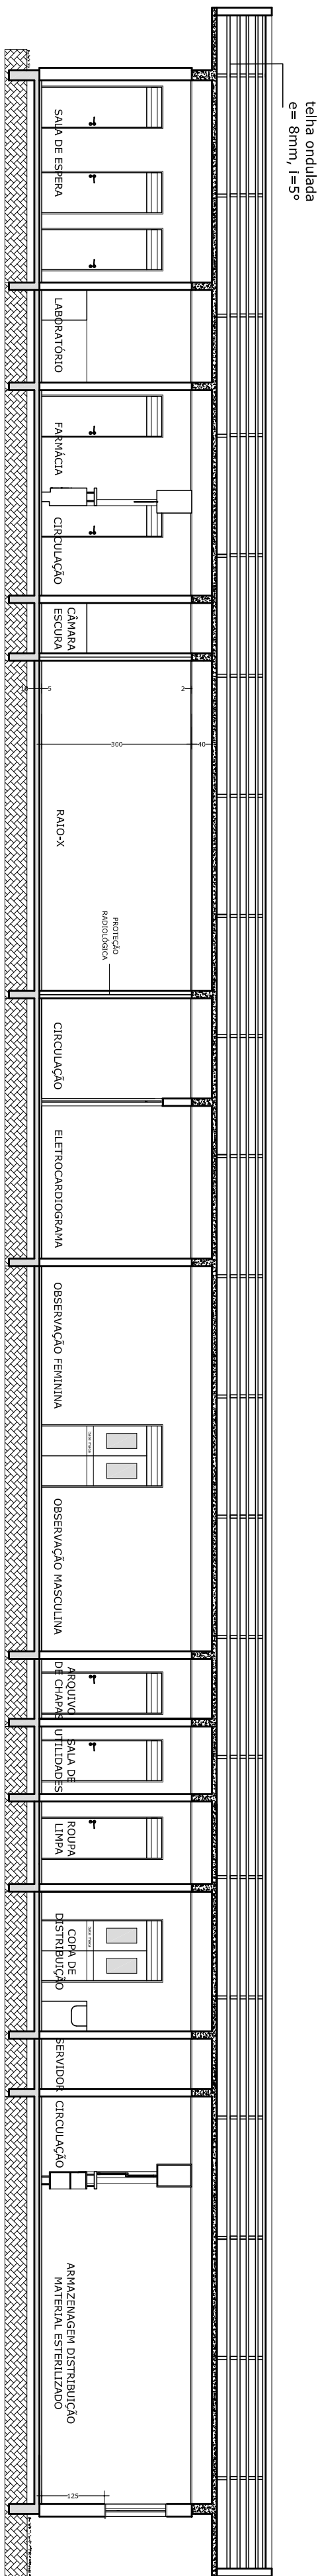 telha ondulada
e= 8mm, i=5º
SALA DE ESPERA
LABORATÓRIO
FARMÁCIA
CIRCULAÇÃO
CÂMARA
ESCURA
5
2
300
40
RAIO-X
PROTEÇÃO
RADIOLÓGICA
CIRCULAÇÃO
ELETROCARDIOGRAMA
OBSERVAÇÃO FEMININA
OBSERVAÇÃO MASCULINA
ARQUIVO
DE CHAPAS
SALA DE
UTILIDADES
ROUPA
LIMPA
COPA DE
DISTRIBUIÇÃO
SERVIDOR
CIRCULAÇÃO
ARMAZENAGEM DISTRIBUIÇÃO
MATERIAL ESTERILIZADO
125